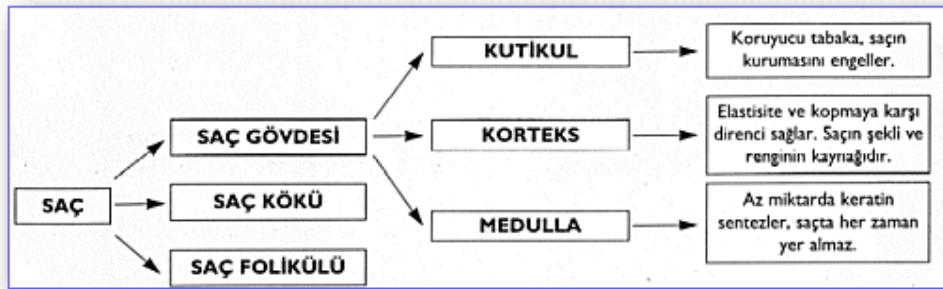 SAÇ
SAÇ GÖVDESİ
SAÇ KÖKÜ
SAÇ FOLİKÜLÜ
KUTİKUL
KORTEKS
MEDULLA
Koruyucu tabaka, saçın
kurumasını engeller.
Elastisite ve kopmaya karşı
direnci sağlar. Saçın şekli ve
renginin kaynağıdır.
Az miktarda keratin
sentezler, saçta her zaman
yer almaz.